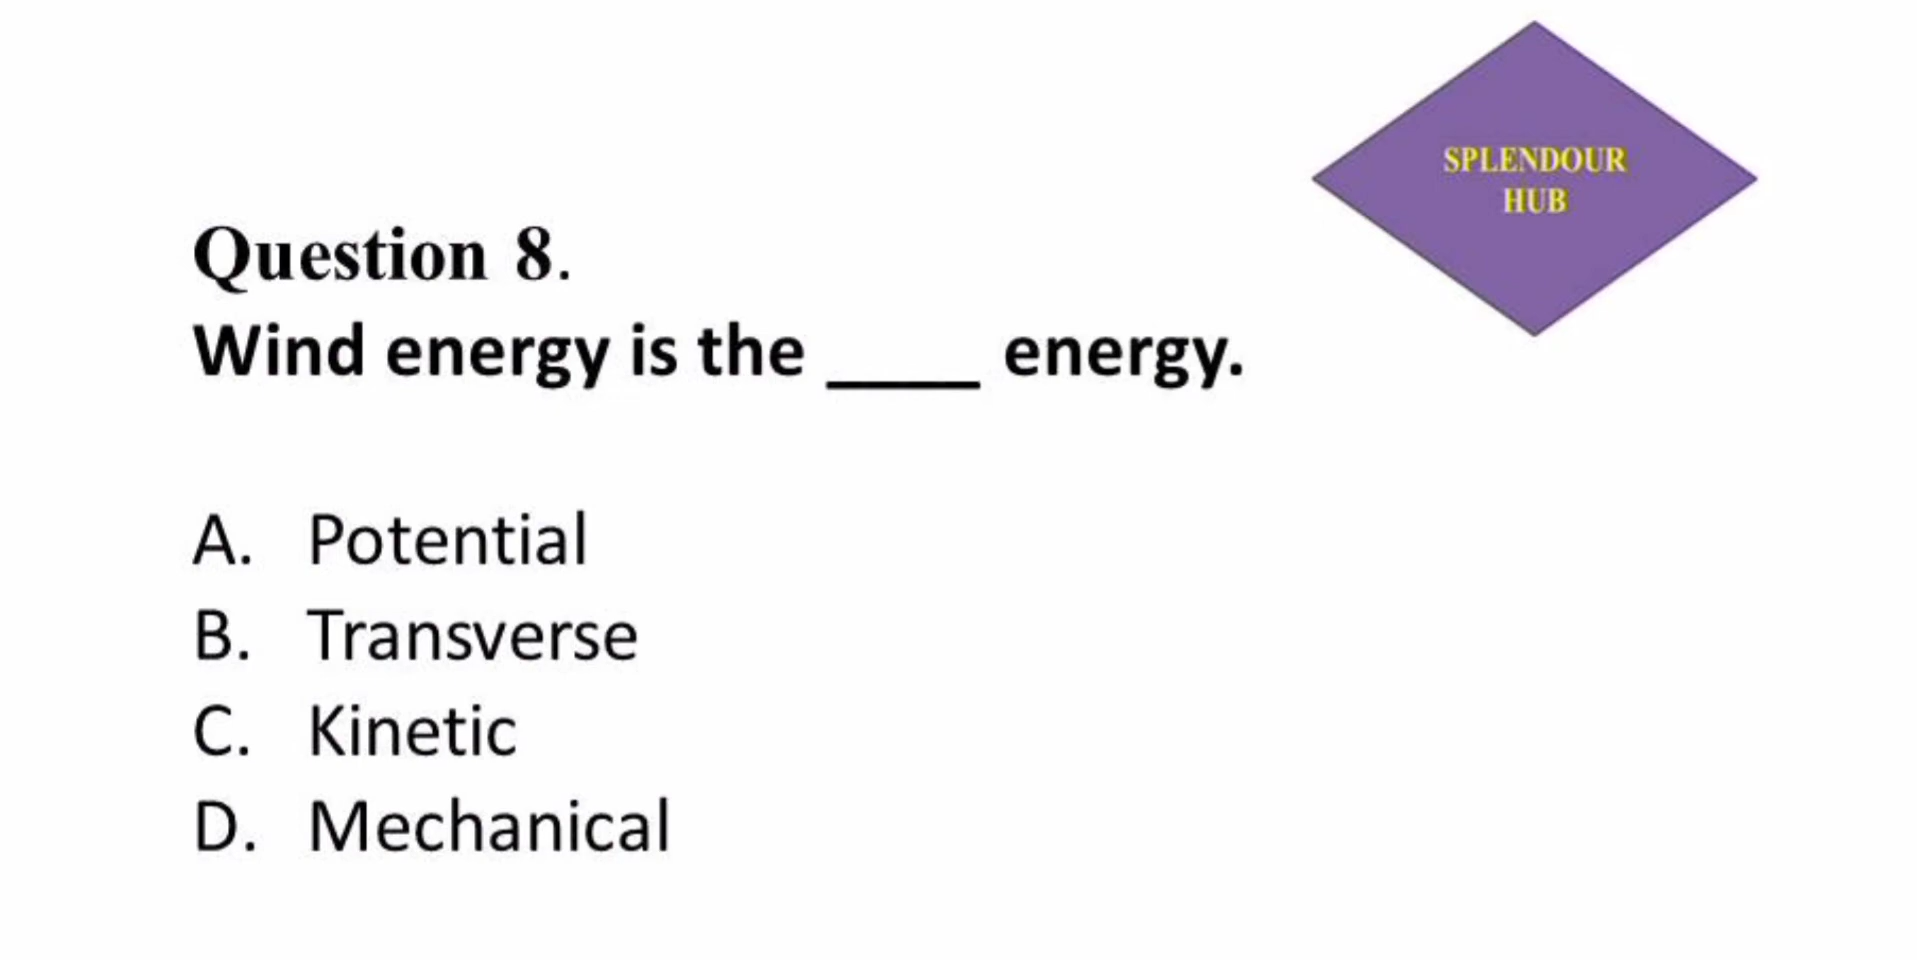 SPLENDOUR
HUB
Question 8.
Wind energy is the ____ energy.
A. Potential
B. Transverse
C. Kinetic
D. Mechanical